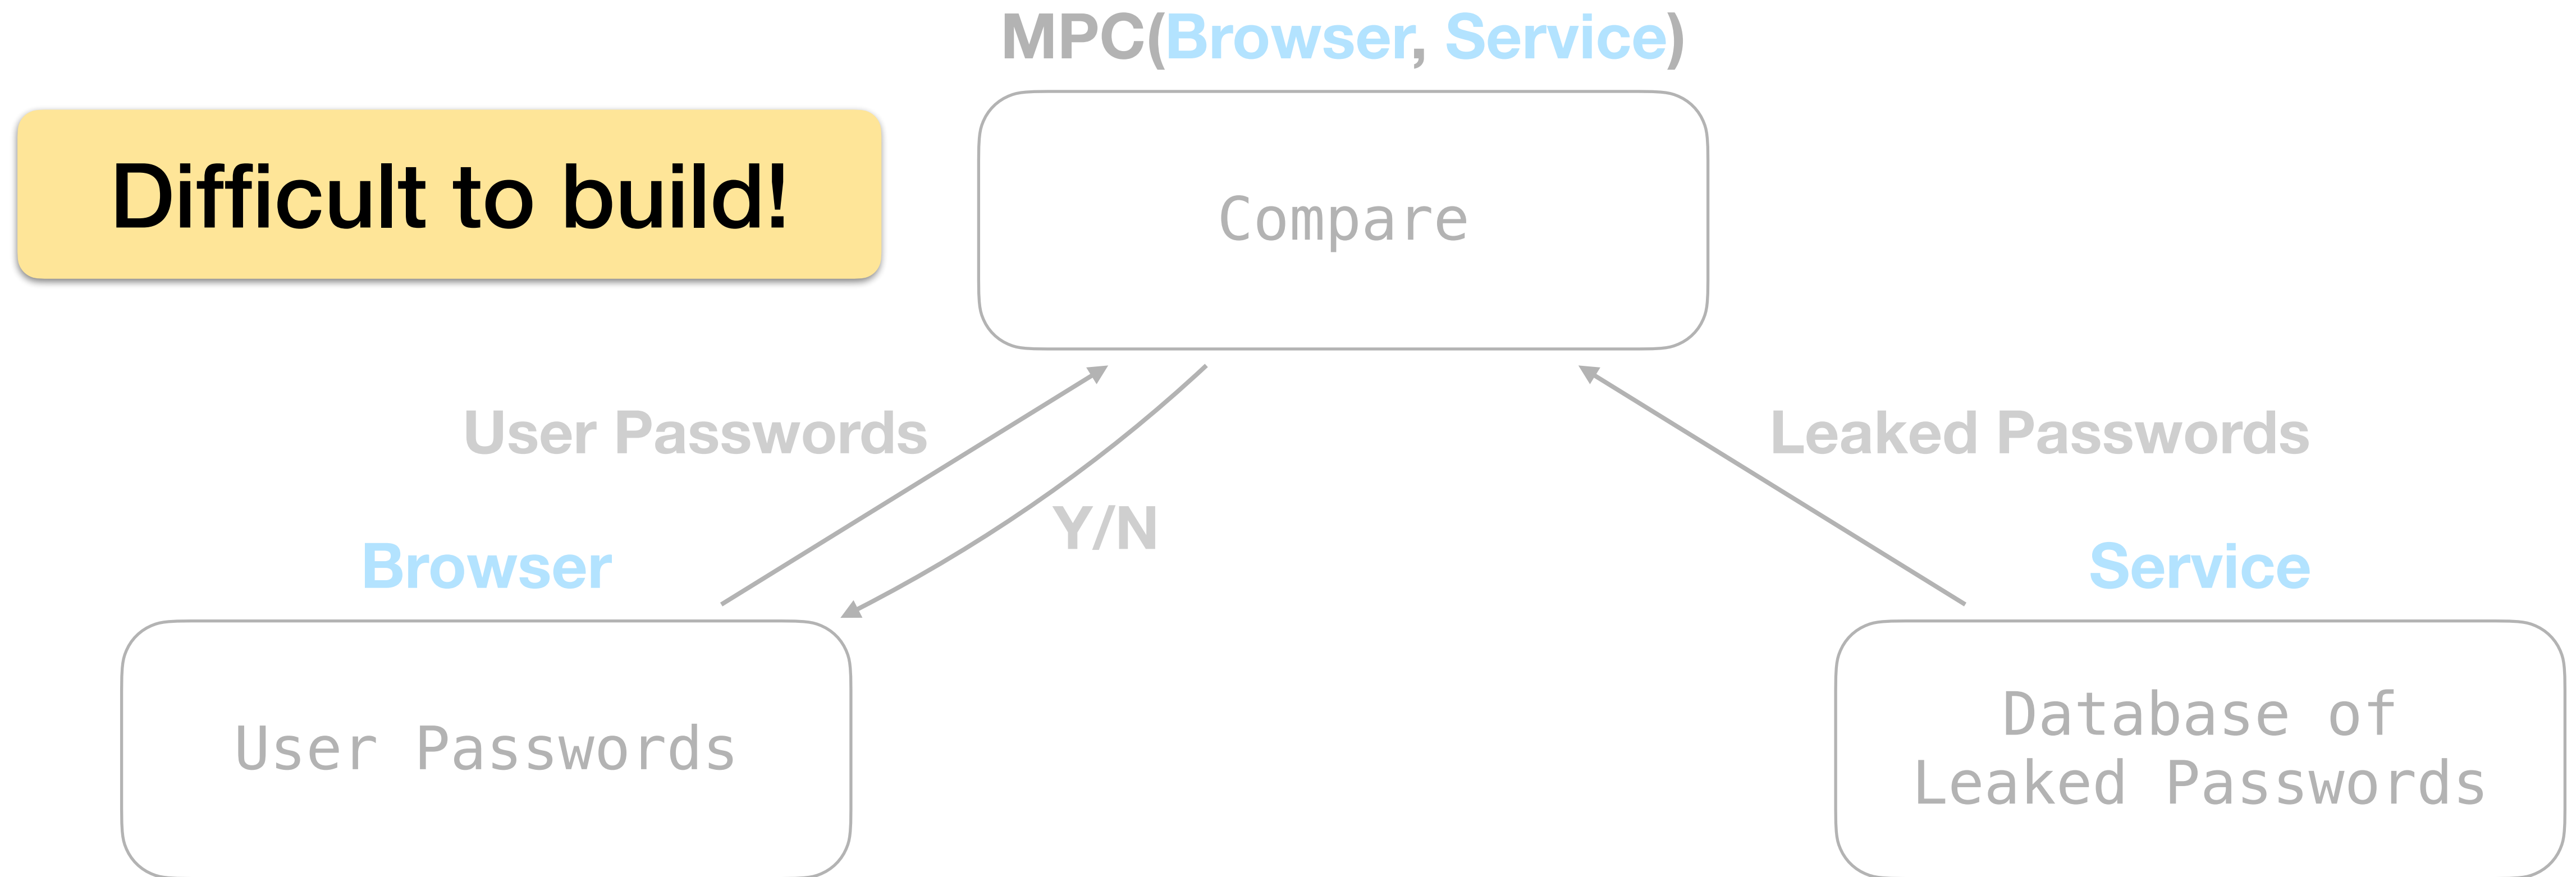 MPC(Browser, Service)
Difficult to build!
Compare
User Passwords
Leaked Passwords
Y/N
Browser
Service
User Passwords
Database of
Leaked Passwords